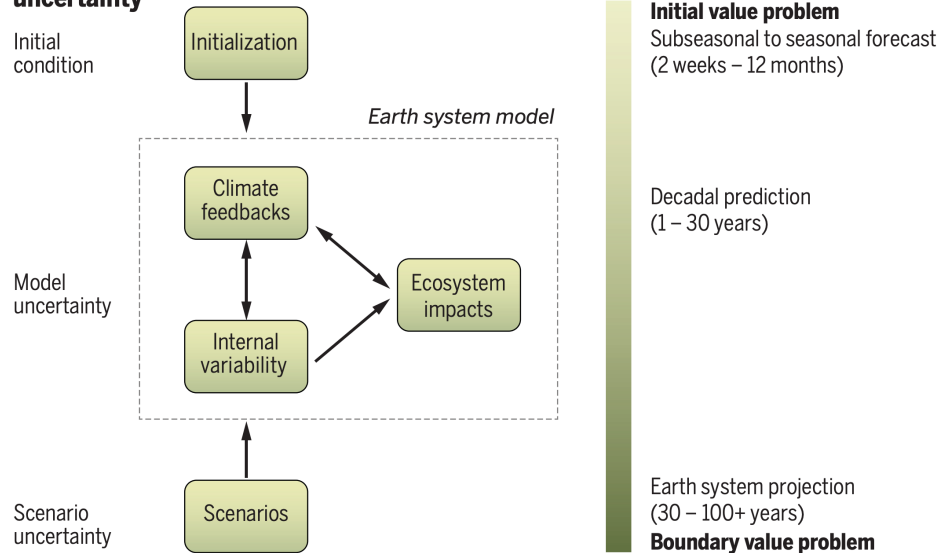 uncertainty
Initial
condition
Initialization
Earth system model
Climate
feedbacks
Model
uncertainty
Ecosystem
impacts
Internal
variability
Scenario
uncertainty
Scenarios
Initial value problem
Subseasonal to seasonal forecast
(2 weeks – 12 months)
Decadal prediction
(1 – 30 years)
Earth system projection
(30 – 100+ years)
Boundary value problem